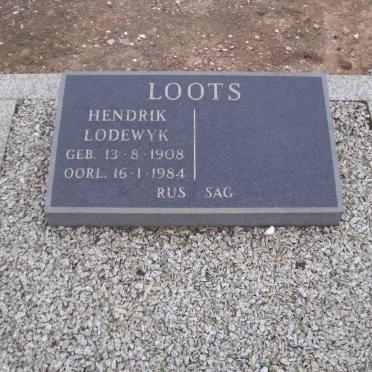 LOOTS
HENDRIK
LODEWYK
GEB. 13·8·1908
OORL. 16·1·1984
RUS SAG